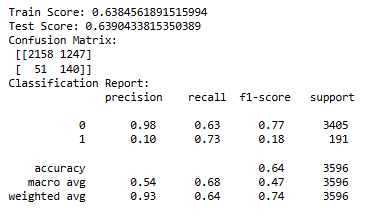 Train Score: 0.6384561891515994
Test Score: 0.6390433815350389
Confusion Matrix:
[[2158 1247]
[  51  140]]
Classification Report:
precision    recall  f1-score   support
0       0.98      0.63      0.77      3405
1       0.10      0.73      0.18       191
accuracy                           0.64      3596
macro avg       0.54      0.68      0.47      3596
weighted avg       0.93      0.64      0.74      3596